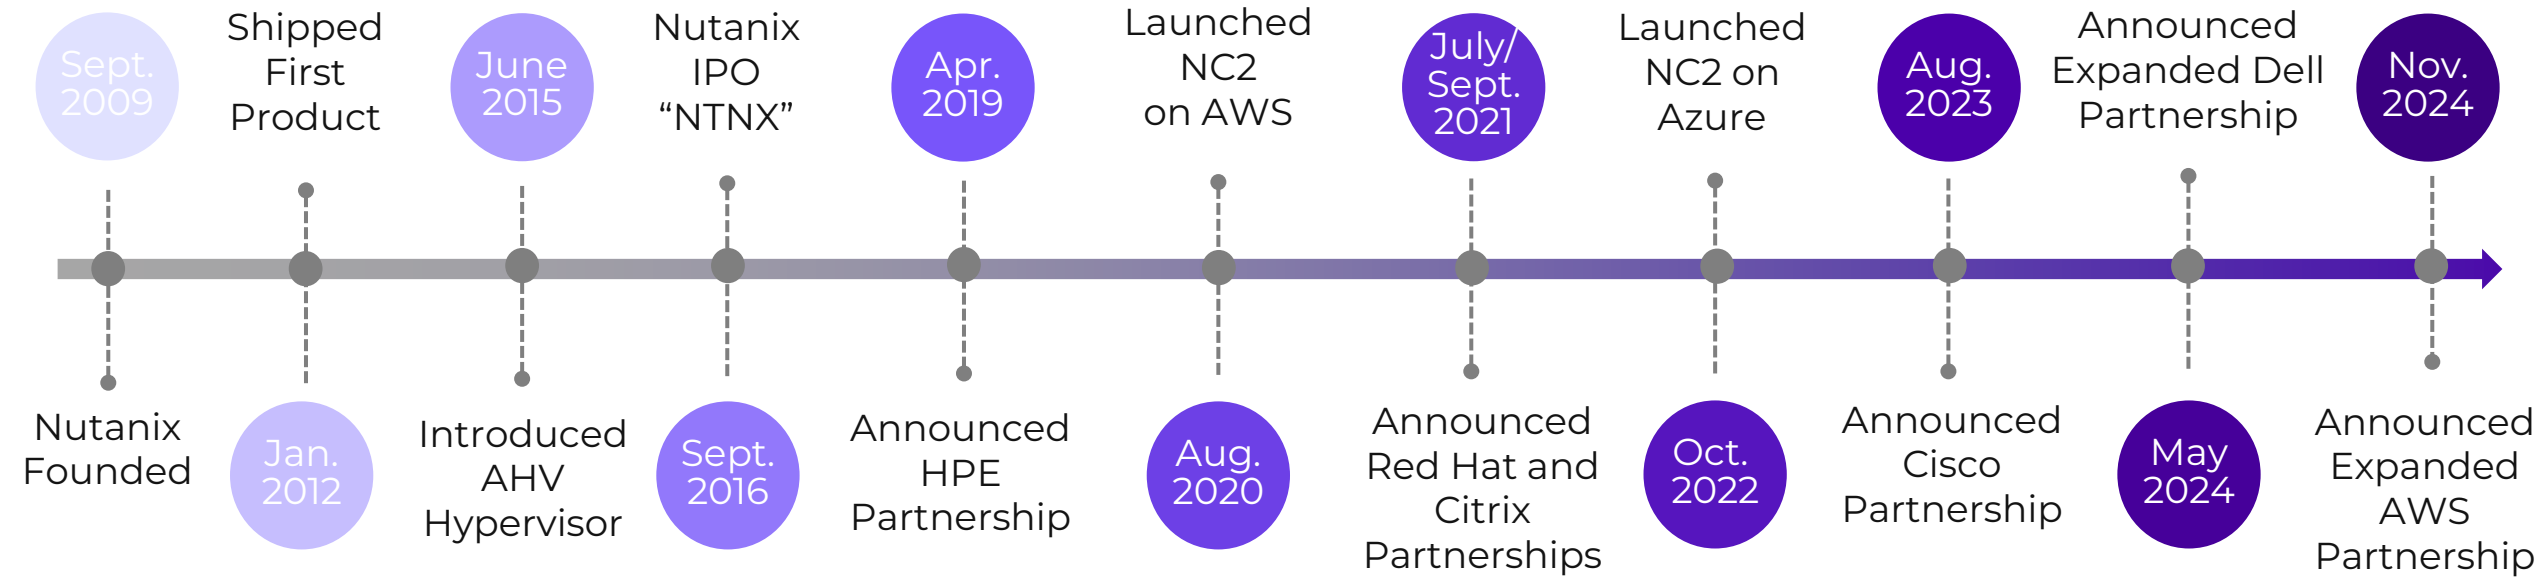 Sept.
2009
Nutanix
Founded
Shipped
First
Product
Jan.
2012
June
2015
Introduced
AHV
Hypervisor
Nutanix
IPO
“NTNX”
Sept.
2016
Apr.
2019
Announced
HPE
Partnership
Launched
NC2
on AWS
Aug.
2020
July/
Sept.
2021
Announced
Red Hat and
Citrix
Partnerships
Launched
NC2 on
Azure
Oct.
2022
Aug.
2023
Announced
Cisco
Partnership
Announced
Expanded Dell
Partnership
May
2024
Nov.
2024
Announced
Expanded
AWS
Partnership